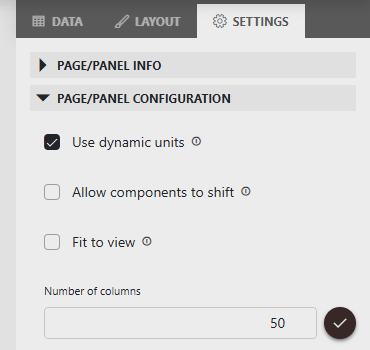 DATA LAYOUT SETTINGS
PAGE/PANEL INFO
PAGE/PANEL CONFIGURATION
Use dynamic units
Allow components to shift
Fit to view
Number of columns
50